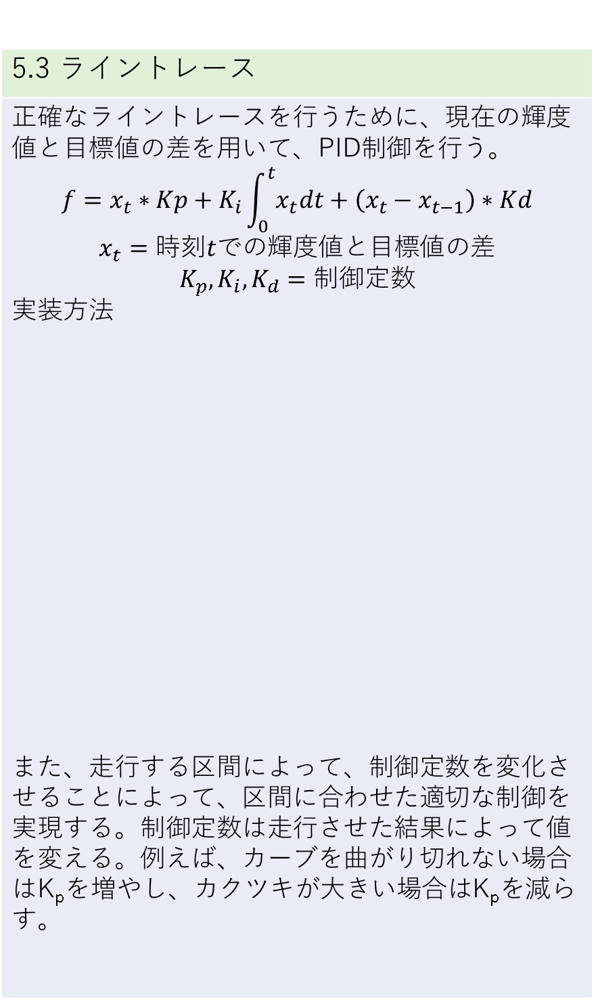 5.3 ライントレース
正確なライントレースを行うために、現在の輝度
値と目標値の差を用いて、PID制御を行う。
f = x_t ∗ Kp + K_i ∫_0^t x_t dt + (x_t − x_{t−1}) ∗ Kd
x_t = 時刻tでの輝度値と目標値の差
K_p, K_i, K_d = 制御定数
実装方法
また、走行する区間によって、制御定数を変化さ
せることによって、区間に合わせた適切な制御を
実現する。制御定数は走行させた結果によって値
を変える。例えば、カーブを曲がり切れない場合
はK_pを増やし、カクツキが大きい場合はK_pを減ら
す。